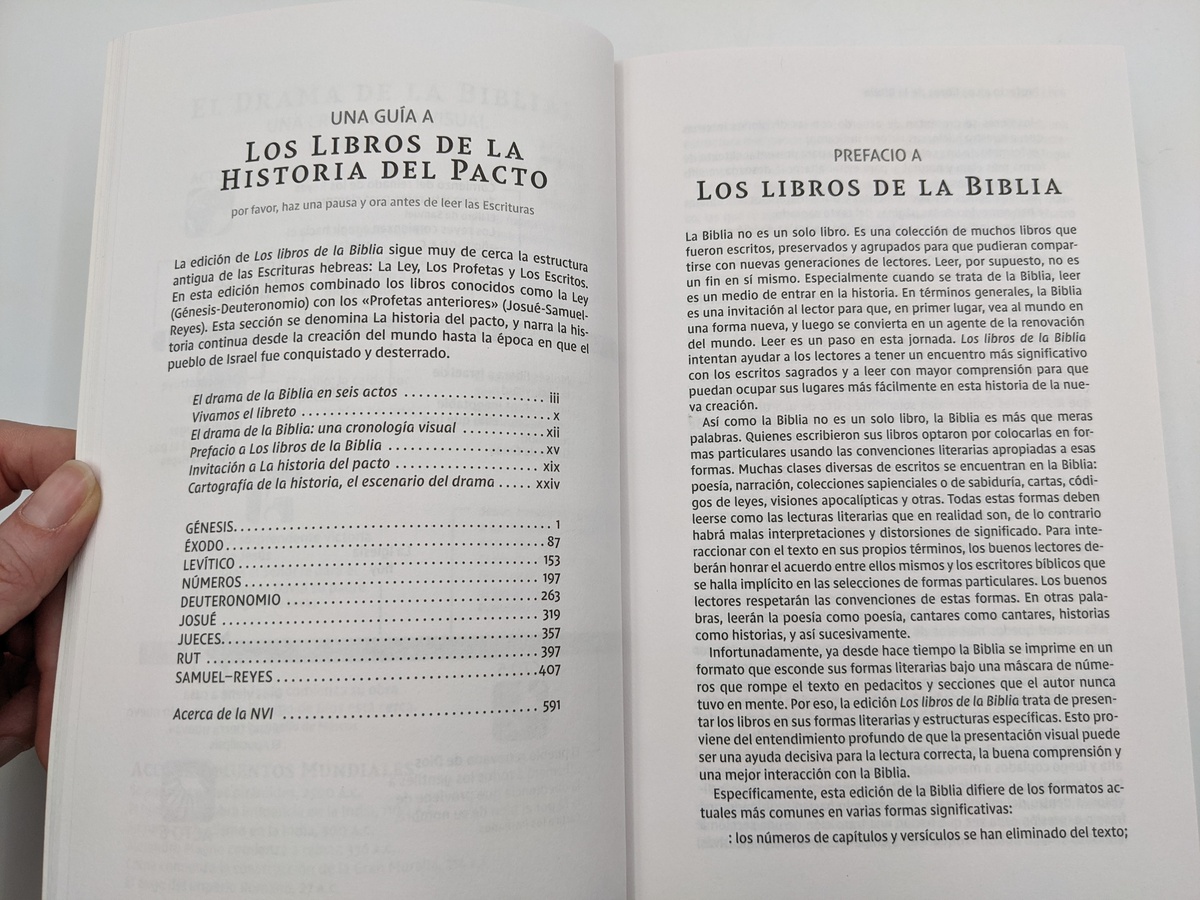 UNA GUÍA A
LOS LIBROS DE LA
HISTORIA DEL PACTO
por favor, haz una pausa y ora antes de leer las Escrituras
La edición de Los libros de la Biblia sigue muy de cerca la estructura
antigua de las Escrituras hebreas: La Ley, Los Profetas y Los Escritos.
En esta edición hemos combinado los libros conocidos como la Ley
(Génesis-Deuteronomio) con los «Profetas anteriores» (Josué-Samuel-
Reyes). Esta sección se denomina La historia del pacto, y narra la his-
toria continua desde la creación del mundo hasta la época en que el
pueblo de Israel fue conquistado y desterrado.
El drama de la Biblia en seis actos .................. iii
Vivamos el libreto .................. x
El drama de la Biblia: una cronología visual .................. xii
Prefacio a Los libros de la Biblia .................. xv
Invitación a La historia del pacto .................. xix
Cartografía de la historia, el escenario del drama ..... xxiv
GÉNESIS .................. 1
ÉXODO .................. 87
LEVÍTICO .................. 153
NÚMEROS .................. 197
DEUTERONOMIO .................. 263
JOSUÉ .................. 319
JUECES .................. 357
RUT .................. 397
SAMUEL–REYES .................. 407
Acerca de la NVI .................. 591
PREFACIO A
LOS LIBROS DE LA BIBLIA
La Biblia no es un solo libro. Es una colección de muchos libros que
fueron escritos, preservados y agrupados para que pudieran compar-
tirse con nuevas generaciones de lectores. Leer, por supuesto, no es
un fin en sí mismo. Especialmente cuando se trata de la Biblia, leer
es un medio de entrar en la historia. En términos generales, la Biblia
es una invitación al lector para que, en primer lugar, vea al mundo en
una forma nueva, y luego se convierta en un agente de la renovación
del mundo. Leer es un paso en esta jornada. Los libros de la Biblia
intentan ayudar a los lectores a tener un encuentro más significativo
con los escritos sagrados y a leer con mayor comprensión para que
puedan ocupar sus lugares más fácilmente en esta historia de la nue-
va creación.
Así como la Biblia no es un solo libro, la Biblia es más que meras
palabras. Quienes escribieron sus libros optaron por colocarlas en for-
mas particulares usando las convenciones literarias apropiadas a esas
formas. Muchas clases diversas de escritos se encuentran en la Biblia:
poesía, narración, colecciones sapienciales o de sabiduría, cartas, códi-
gos de leyes, visiones apocalípticas y otras. Todas estas formas deben
leerse como las lecturas literarias que en realidad son, de lo contrario
habrá malas interpretaciones y distorsiones de significado. Para inte-
raccionar con el texto en sus propios términos, los buenos lectores de-
berán honrar el acuerdo entre ellos mismos y los escritores bíblicos que
se halla implícito en las selecciones de formas particulares. Los buenos
lectores respetarán las convenciones de estas formas. En otras pala-
bras, leerán la poesía como poesía, cantares como cantares, historias
como historias, y así sucesivamente.
Infortunadamente, ya desde hace tiempo la Biblia se imprime en un
formato que esconde sus formas literarias bajo una máscara de núme-
ros que rompe el texto en pedacitos y secciones que el autor nunca
tuvo en mente. Por eso, la edición Los libros de la Biblia trata de presen-
tar los libros en sus formas literarias y estructuras específicas. Esto pro-
viene del entendimiento profundo de que la presentación visual puede
ser una ayuda decisiva para la lectura correcta, la buena comprensión y
una mejor interacción con la Biblia.
Específicamente, esta edición de la Biblia difiere de los formatos ac-
tuales más comunes en varias formas significativas:
: los números de capítulos y versículos se han eliminado del texto;